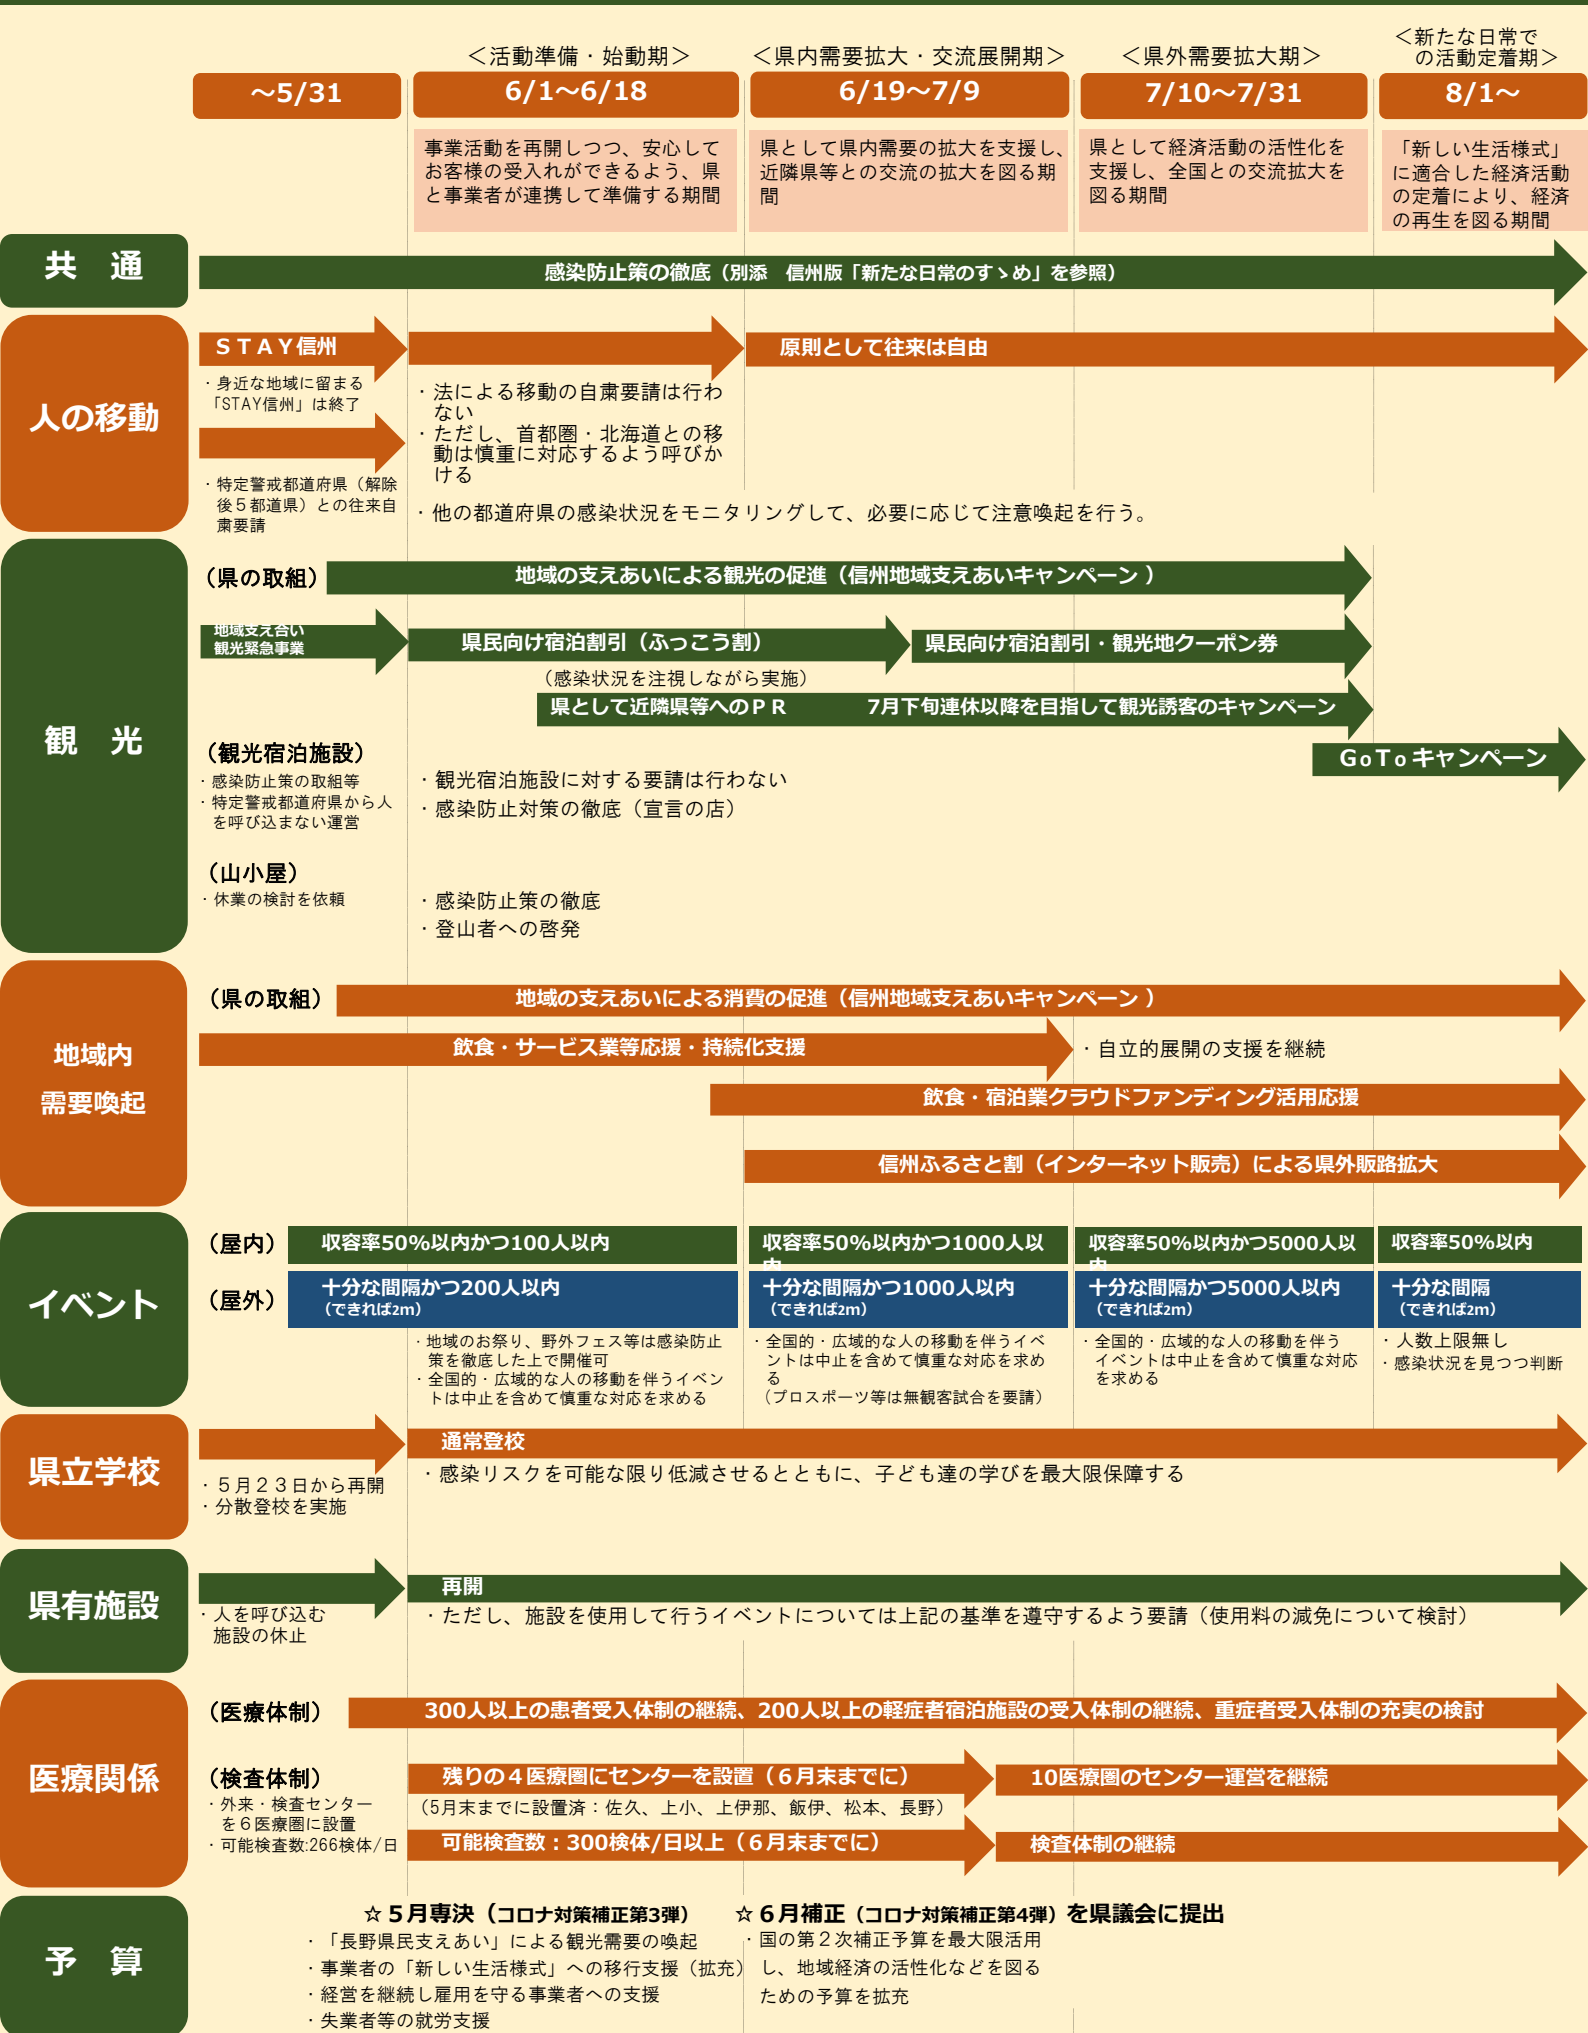 ＜活動準備・始動期＞
＜県内需要拡大・交流展開期＞
＜県外需要拡大期＞
＜新たな日常で
の活動定着期＞
～5/31
6/1～6/18
6/19～7/9
7/10～7/31
8/1～
事業活動を再開しつつ、安心して
お客様の受入れができるよう、県
と事業者が連携して準備する期間
県として県内需要の拡大を支援し、
近隣県等との交流の拡大を図る期
間
県として経済活動の活性化を
支援し、全国との交流拡大を
図る期間
「新しい生活様式」
に適合した経済活動
の定着により、経済
の再生を図る期間
共　通
感染防止策の徹底（別添　信州版「新たな日常のすゝめ」を参照）
人の移動
ＳＴＡＹ信州
・身近な地域に留まる
「STAY信州」は終了
・特定警戒都道府県（解除
後５都道県）との往来自
粛要請
・法による移動の自粛要請は行わ
ない
・ただし、首都圏・北海道との移
動は慎重に対応するよう呼びか
ける
原則として往来は自由
・他の都道府県の感染状況をモニタリングして、必要に応じて注意喚起を行う。
観　光
（県の取組）
地域の支えあいによる観光の促進（信州地域支えあいキャンペーン ）
地域支え合い
観光緊急事業
県民向け宿泊割引（ふっこう割）
県民向け宿泊割引・観光地クーポン券
（感染状況を注視しながら実施）
県として近隣県等へのＰＲ
7月下旬連休以降を目指して観光誘客のキャンペーン
GoToキャンペーン
（観光宿泊施設）
・感染防止策の取組等
・特定警戒都道府県から人
を呼び込まない運営
・観光宿泊施設に対する要請は行わない
・感染防止対策の徹底（宣言の店）
（山小屋）
・休業の検討を依頼
・感染防止策の徹底
・登山者への啓発
地域内
需要喚起
（県の取組）
地域の支えあいによる消費の促進（信州地域支えあいキャンペーン ）
飲食・サービス業等応援・持続化支援
・自立的展開の支援を継続
飲食・宿泊業クラウドファンディング活用応援
信州ふるさと割（インターネット販売）による県外販路拡大
イベント
（屋内）
収容率50%以内かつ100人以内
収容率50%以内かつ1000人以
内
収容率50%以内かつ5000人以
内
収容率50%以内
（屋外）
十分な間隔かつ200人以内
（できれば2m）
十分な間隔かつ1000人以内
（できれば2m）
十分な間隔かつ5000人以内
（できれば2m）
十分な間隔
（できれば2m）
・地域のお祭り、野外フェス等は感染防止
策を徹底した上で開催可
・全国的・広域的な人の移動を伴うイベン
トは中止を含めて慎重な対応を求める
・全国的・広域的な人の移動を伴うイベ
ントは中止を含めて慎重な対応を求め
る
（プロスポーツ等は無観客試合を要請）
・全国的・広域的な人の移動を伴う
イベントは中止を含めて慎重な対応
を求める
・人数上限無し
・感染状況を見つつ判断
県立学校
・５月２３日から再開
・分散登校を実施
通常登校
・感染リスクを可能な限り低減させるとともに、子ども達の学びを最大限保障する
県有施設
・人を呼び込む
施設の休止
再開
・ただし、施設を使用して行うイベントについては上記の基準を遵守するよう要請（使用料の減免について検討）
医療関係
（医療体制）
300人以上の患者受入体制の継続、200人以上の軽症者宿泊施設の受入体制の継続、重症者受入体制の充実の検討
（検査体制）
・外来・検査センター
を６医療圏に設置
・可能検査数:266検体/日
残りの４医療圏にセンターを設置（６月末までに）
10医療圏のセンター運営を継続
（5月末までに設置済：佐久、上小、上伊那、飯伊、松本、長野）
可能検査数：300検体/日以上（６月末までに）
検査体制の継続
予　算
☆５月専決（コロナ対策補正第3弾）
・「長野県民支えあい」による観光需要の喚起
・事業者の「新しい生活様式」への移行支援（拡充）
・経営を継続し雇用を守る事業者への支援
・失業者等の就労支援
☆６月補正（コロナ対策補正第4弾）を県議会に提出
・国の第２次補正予算を最大限活用
し、地域経済の活性化などを図る
ための予算を拡充